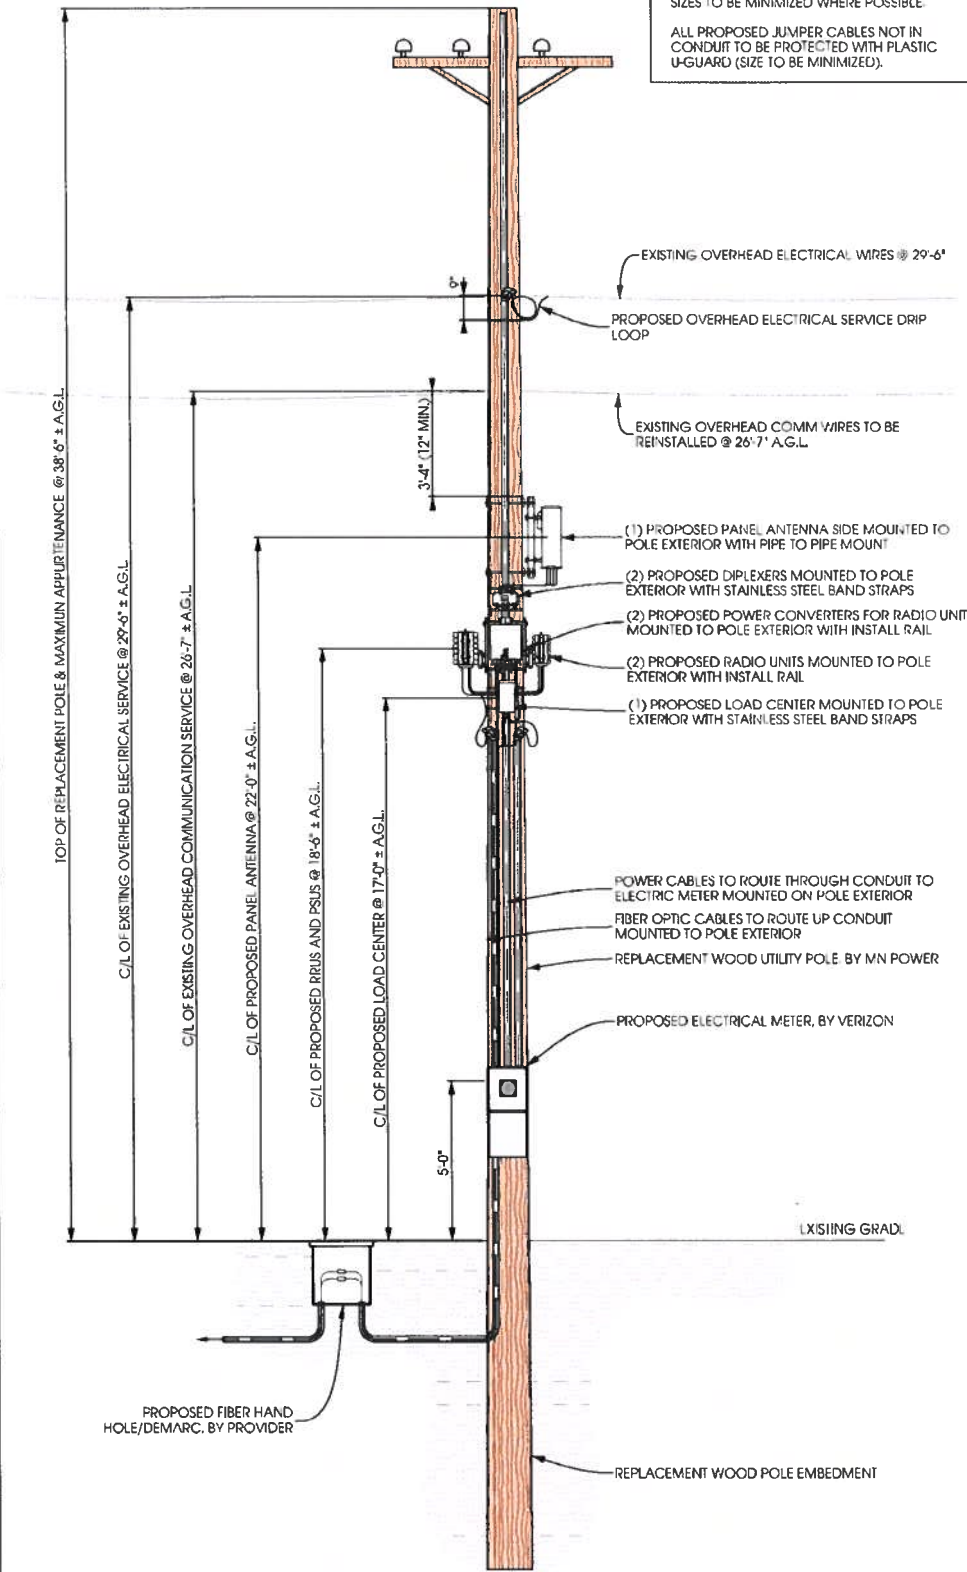 SIZES TO BE MINIMIZED WHERE POSSIBLE.
ALL PROPOSED JUMPER CABLES NOT IN
CONDUIT TO BE PROTECTED WITH PLASTIC
U-GUARD (SIZE TO BE MINIMIZED).
EXISTING OVERHEAD ELECTRICAL WIRES @ 29'-6"
9"
PROPOSED OVERHEAD ELECTRICAL SERVICE DRIP
LOOP
EXISTING OVERHEAD COMM WIRES TO BE
REINSTALLED @ 26'-7" A.G.L.
3'-4" (12" MIN.)
(1) PROPOSED PANEL ANTENNA SIDE MOUNTED TO
POLE EXTERIOR WITH PIPE TO PIPE MOUNT
(2) PROPOSED DIPLEXERS MOUNTED TO POLE
EXTERIOR WITH STAINLESS STEEL BAND STRAPS
(2) PROPOSED POWER CONVERTERS FOR RADIO UNIT
MOUNTED TO POLE EXTERIOR WITH INSTALL RAIL
(2) PROPOSED RADIO UNITS MOUNTED TO POLE
EXTERIOR WITH INSTALL RAIL
(1) PROPOSED LOAD CENTER MOUNTED TO POLE
EXTERIOR WITH STAINLESS STEEL BAND STRAPS
TOP OF REPLACEMENT POLE & MAXIMUN APPURTENANCE @ 38'-6" ± A.G.L.
C/L OF EXISTING OVERHEAD ELECTRICAL SERVICE @ 29'-6" ± A.G.L.
C/L OF EXISTING OVERHEAD COMMUNICATION SERVICE @ 26'-7" ± A.G.L.
C/L OF PROPOSED PANEL ANTENNA @ 22'-0" ± A.G.L.
C/L OF PROPOSED RRUS AND PSUS @ 18'-6" ± A.G.L.
C/L OF PROPOSED LOAD CENTER @ 17'-0" ± A.G.L.
POWER CABLES TO ROUTE THROUGH CONDUIT TO
ELECTRIC METER MOUNTED ON POLE EXTERIOR
FIBER OPTIC CABLES TO ROUTE UP CONDUIT
MOUNTED TO POLE EXTERIOR
REPLACEMENT WOOD UTILITY POLE. BY MN POWER
PROPOSED ELECTRICAL METER, BY VERIZON
5'-0"
EXISTING GRADE
PROPOSED FIBER HAND
HOLE/DEMARC. BY PROVIDER
REPLACEMENT WOOD POLE EMBEDMENT